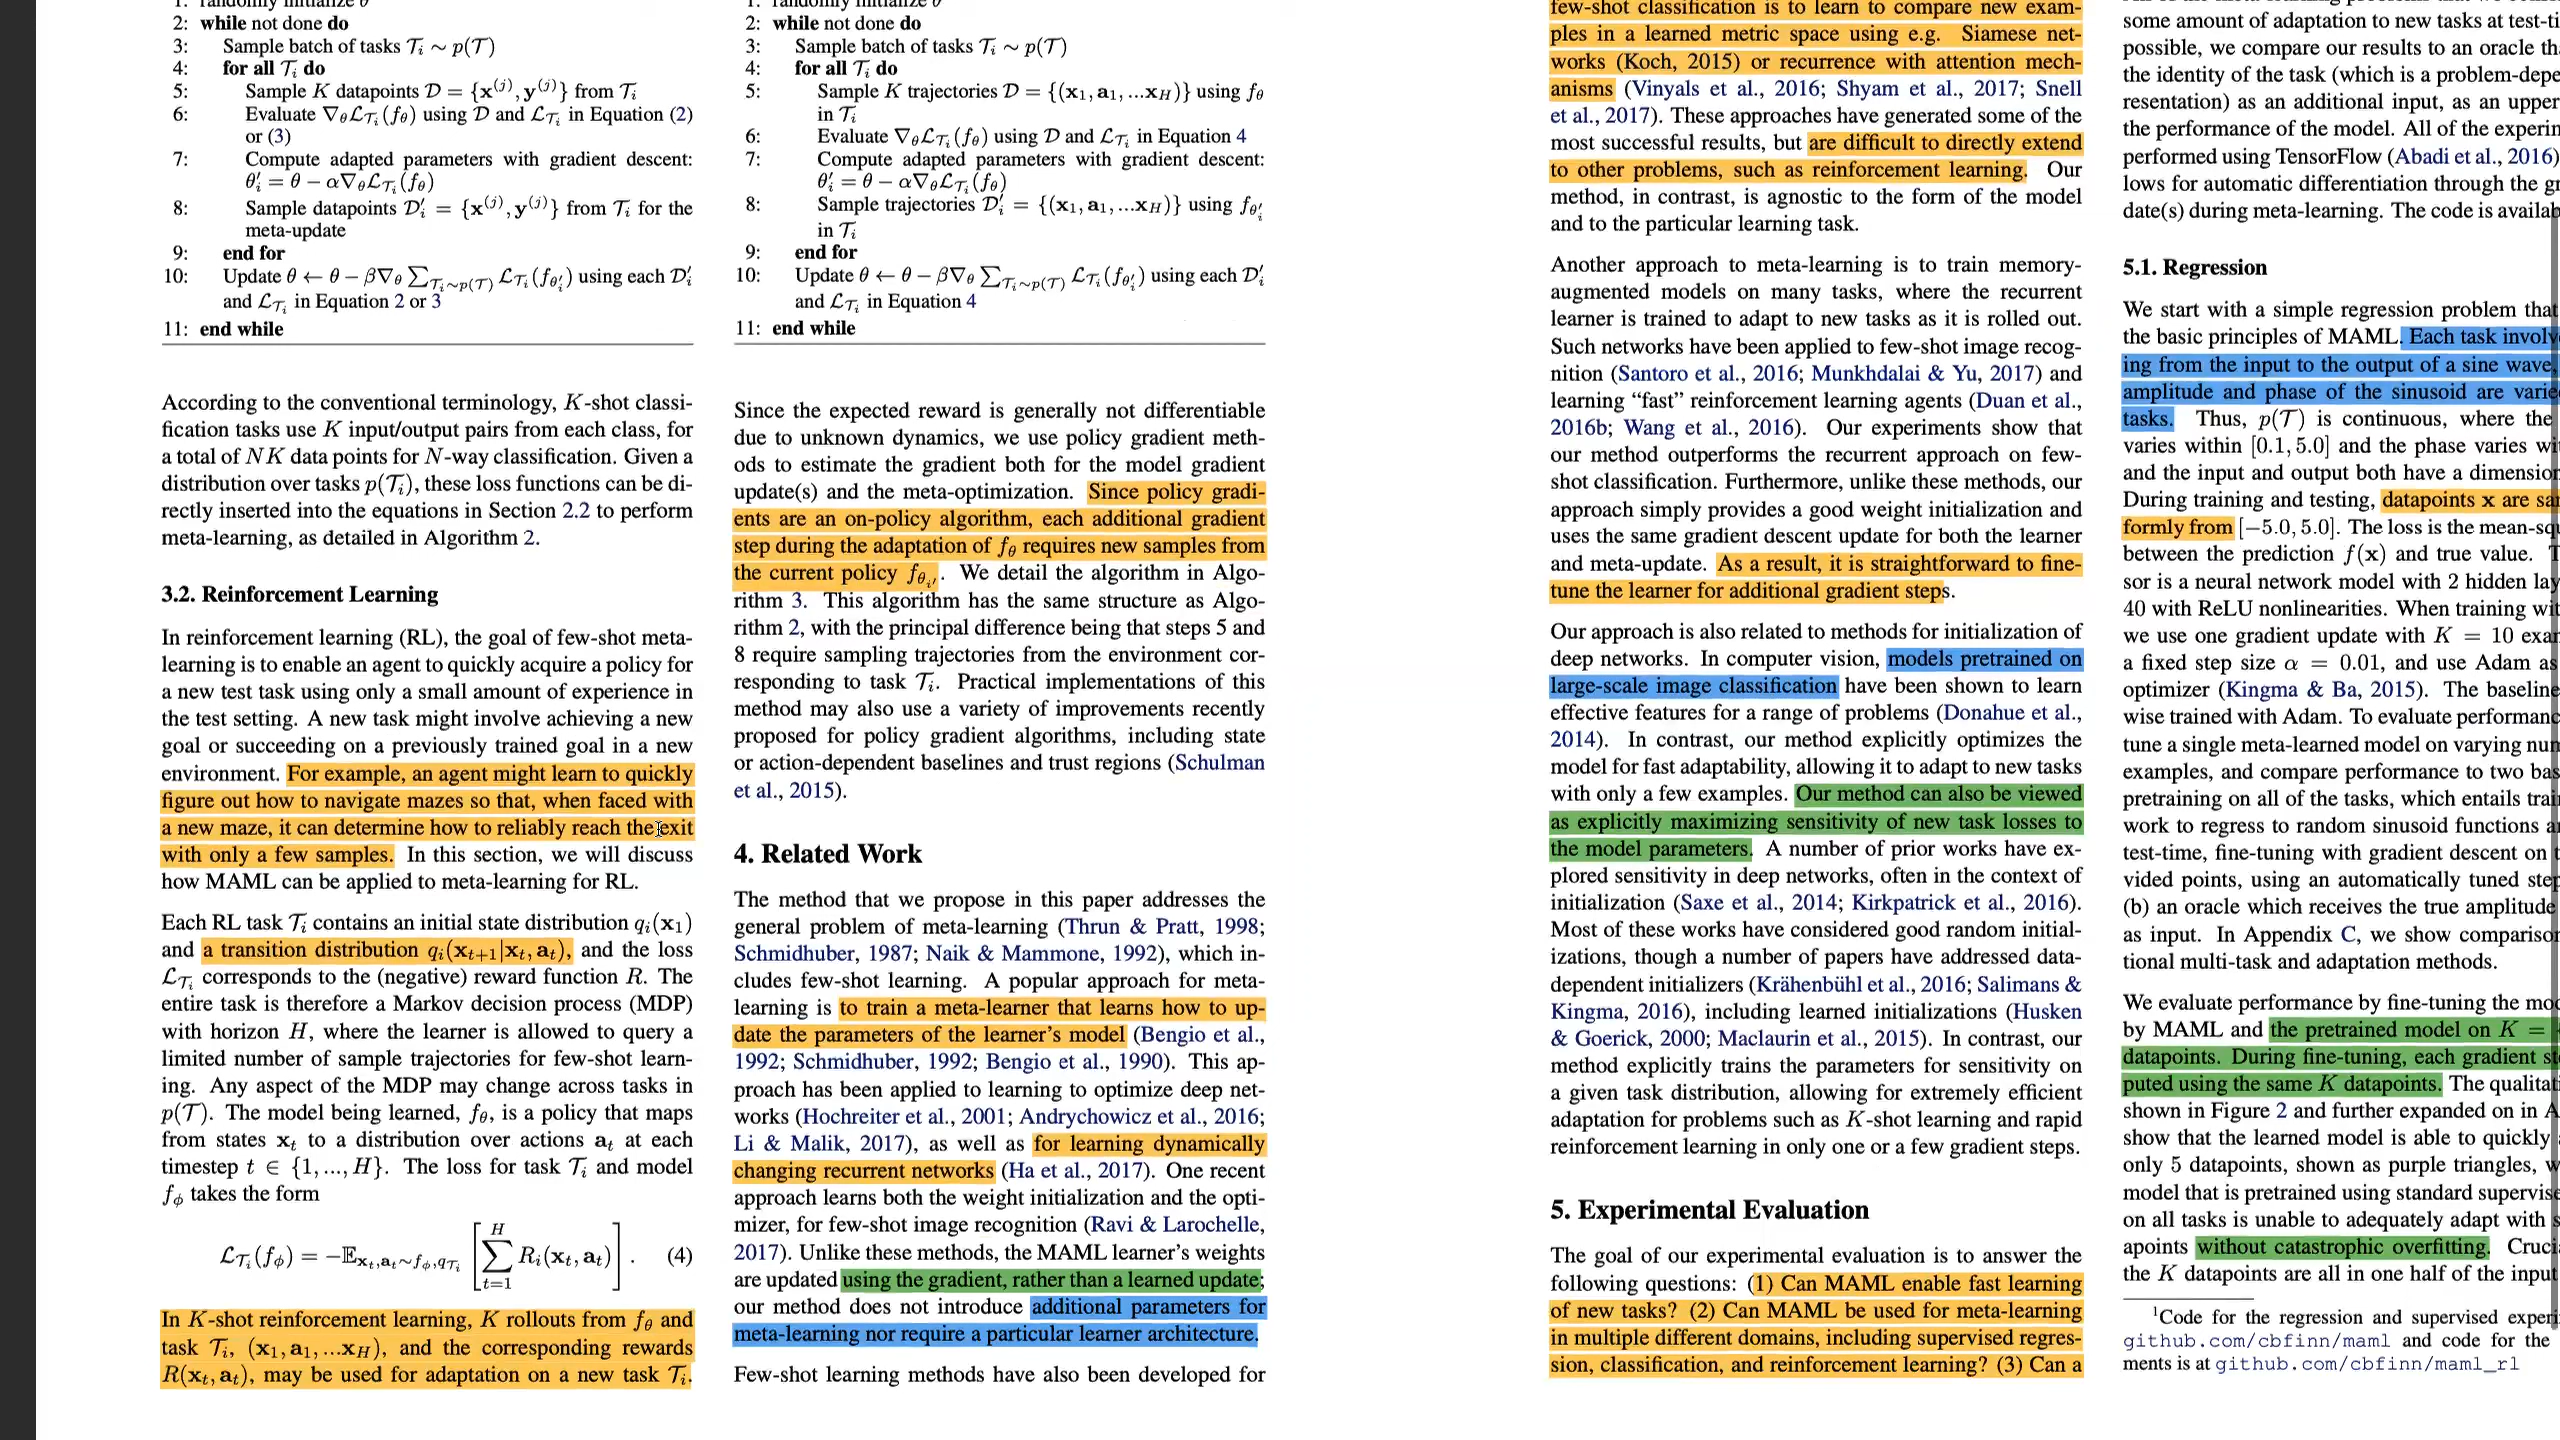 2: while not done do
3: Sample batch of tasks 𝒯ᵢ ∼ p(𝒯)
4: for all 𝒯ᵢ do
5: Sample K datapoints 𝒟 = {x⁽ʲ⁾, y⁽ʲ⁾} from 𝒯ᵢ
6: Evaluate ∇_θ ℒ_𝒯ᵢ(f_θ) using 𝒟 and ℒ_𝒯ᵢ in Equation (2)
or (3)
7: Compute adapted parameters with gradient descent:
θ′ᵢ = θ − α∇_θ ℒ_𝒯ᵢ(f_θ)
8: Sample datapoints 𝒟′ᵢ = {x⁽ʲ⁾, y⁽ʲ⁾} from 𝒯ᵢ for the
meta-update
9: end for
10: Update θ ← θ − β∇_θ ∑_𝒯ᵢ∼p(𝒯) ℒ_𝒯ᵢ(f_θ′ᵢ) using each 𝒟′ᵢ
and ℒ_𝒯ᵢ in Equation 2 or 3
11: end while
According to the conventional terminology, K-shot classi-
fication tasks use K input/output pairs from each class, for
a total of NK data points for N-way classification. Given a
distribution over tasks p(𝒯ᵢ), these loss functions can be di-
rectly inserted into the equations in Section 2.2 to perform
meta-learning, as detailed in Algorithm 2.
3.2. Reinforcement Learning
In reinforcement learning (RL), the goal of few-shot meta-
learning is to enable an agent to quickly acquire a policy for
a new test task using only a small amount of experience in
the test setting. A new task might involve achieving a new
goal or succeeding on a previously trained goal in a new
environment. For example, an agent might learn to quickly
figure out how to navigate mazes so that, when faced with
a new maze, it can determine how to reliably reach the exit
with only a few samples. In this section, we will discuss
how MAML can be applied to meta-learning for RL.
Each RL task 𝒯ᵢ contains an initial state distribution qᵢ(x₁)
and a transition distribution qᵢ(xₜ₊₁|xₜ, aₜ), and the loss
ℒ_𝒯ᵢ corresponds to the (negative) reward function R. The
entire task is therefore a Markov decision process (MDP)
with horizon H, where the learner is allowed to query a
limited number of sample trajectories for few-shot learn-
ing. Any aspect of the MDP may change across tasks in
p(𝒯). The model being learned, f_θ, is a policy that maps
from states xₜ to a distribution over actions aₜ at each
timestep t ∈ {1, ..., H}. The loss for task 𝒯ᵢ and model
f_ϕ takes the form
ℒ_𝒯ᵢ(f_ϕ) = −𝔼_xₜ,aₜ∼f_ϕ,q_𝒯ᵢ [∑_{t=1}^{H} Rᵢ(xₜ, aₜ)]. (4)
In K-shot reinforcement learning, K rollouts from f_θ and
task 𝒯ᵢ, (x₁, a₁, ...x_H), and the corresponding rewards
R(xₜ, aₜ), may be used for adaptation on a new task 𝒯ᵢ.
2: while not done do
3: Sample batch of tasks 𝒯ᵢ ∼ p(𝒯)
4: for all 𝒯ᵢ do
5: Sample K trajectories 𝒟 = {(x₁, a₁, ...x_H)} using f_θ
in 𝒯ᵢ
6: Evaluate ∇_θ ℒ_𝒯ᵢ(f_θ) using 𝒟 and ℒ_𝒯ᵢ in Equation 4
7: Compute adapted parameters with gradient descent:
θ′ᵢ = θ − α∇_θ ℒ_𝒯ᵢ(f_θ)
8: Sample trajectories 𝒟′ᵢ = {(x₁, a₁, ...x_H)} using f_θ′ᵢ
in 𝒯ᵢ
9: end for
10: Update θ ← θ − β∇_θ ∑_𝒯ᵢ∼p(𝒯) ℒ_𝒯ᵢ(f_θ′ᵢ) using each 𝒟′ᵢ
and ℒ_𝒯ᵢ in Equation 4
11: end while
Since the expected reward is generally not differentiable
due to unknown dynamics, we use policy gradient meth-
ods to estimate the gradient both for the model gradient
update(s) and the meta-optimization. Since policy gradi-
ents are an on-policy algorithm, each additional gradient
step during the adaptation of f_θ requires new samples from
the current policy f_θᵢ′. We detail the algorithm in Algo-
rithm 3. This algorithm has the same structure as Algo-
rithm 2, with the principal difference being that steps 5 and
8 require sampling trajectories from the environment cor-
responding to task 𝒯ᵢ. Practical implementations of this
method may also use a variety of improvements recently
proposed for policy gradient algorithms, including state
or action-dependent baselines and trust regions (Schulman
et al., 2015).
4. Related Work
The method that we propose in this paper addresses the
general problem of meta-learning (Thrun & Pratt, 1998;
Schmidhuber, 1987; Naik & Mammone, 1992), which in-
cludes few-shot learning. A popular approach for meta-
learning is to train a meta-learner that learns how to up-
date the parameters of the learner's model (Bengio et al.,
1992; Schmidhuber, 1992; Bengio et al., 1990). This ap-
proach has been applied to learning to optimize deep net-
works (Hochreiter et al., 2001; Andrychowicz et al., 2016;
Li & Malik, 2017), as well as for learning dynamically
changing recurrent networks (Ha et al., 2017). One recent
approach learns both the weight initialization and the opti-
mizer, for few-shot image recognition (Ravi & Larochelle,
2017). Unlike these methods, the MAML learner's weights
are updated using the gradient, rather than a learned update;
our method does not introduce additional parameters for
meta-learning nor require a particular learner architecture.
Few-shot learning methods have also been developed for
few-shot classification is to learn to compare new exam-
ples in a learned metric space using e.g. Siamese net-
works (Koch, 2015) or recurrence with attention mech-
anisms (Vinyals et al., 2016; Shyam et al., 2017; Snell
et al., 2017). These approaches have generated some of the
most successful results, but are difficult to directly extend
to other problems, such as reinforcement learning. Our
method, in contrast, is agnostic to the form of the model
and to the particular learning task.
Another approach to meta-learning is to train memory-
augmented models on many tasks, where the recurrent
learner is trained to adapt to new tasks as it is rolled out.
Such networks have been applied to few-shot image recog-
nition (Santoro et al., 2016; Munkhdalai & Yu, 2017) and
learning “fast” reinforcement learning agents (Duan et al.,
2016b; Wang et al., 2016). Our experiments show that
our method outperforms the recurrent approach on few-
shot classification. Furthermore, unlike these methods, our
approach simply provides a good weight initialization and
uses the same gradient descent update for both the learner
and meta-update. As a result, it is straightforward to fine-
tune the learner for additional gradient steps.
Our approach is also related to methods for initialization of
deep networks. In computer vision, models pretrained on
large-scale image classification have been shown to learn
effective features for a range of problems (Donahue et al.,
2014). In contrast, our method explicitly optimizes the
model for fast adaptability, allowing it to adapt to new tasks
with only a few examples. Our method can also be viewed
as explicitly maximizing sensitivity of new task losses to
the model parameters. A number of prior works have ex-
plored sensitivity in deep networks, often in the context of
initialization (Saxe et al., 2014; Kirkpatrick et al., 2016).
Most of these works have considered good random initial-
izations, though a number of papers have addressed data-
dependent initializers (Krähenbühl et al., 2016; Salimans &
Kingma, 2016), including learned initializations (Husken
& Goerick, 2000; Maclaurin et al., 2015). In contrast, our
method explicitly trains the parameters for sensitivity on
a given task distribution, allowing for extremely efficient
adaptation for problems such as K-shot learning and rapid
reinforcement learning in only one or a few gradient steps.
5. Experimental Evaluation
The goal of our experimental evaluation is to answer the
following questions: (1) Can MAML enable fast learning
of new tasks? (2) Can MAML be used for meta-learning
in multiple different domains, including supervised regres-
sion, classification, and reinforcement learning? (3) Can a
some amount of adaptation to new tasks at test-ti
possible, we compare our results to an oracle th
the identity of the task (which is a problem-depe
resentation) as an additional input, as an upper
the performance of the model. All of the experin
performed using TensorFlow (Abadi et al., 2016)
lows for automatic differentiation through the gr
date(s) during meta-learning. The code is availab
5.1. Regression
We start with a simple regression problem that
the basic principles of MAML. Each task involv
ing from the input to the output of a sine wave,
amplitude and phase of the sinusoid are varie
tasks. Thus, p(𝒯) is continuous, where the
varies within [0.1, 5.0] and the phase varies wi
and the input and output both have a dimension
During training and testing, datapoints x are sa
formly from [−5.0, 5.0]. The loss is the mean-squ
between the prediction f(x) and true value. T
sor is a neural network model with 2 hidden lay
40 with ReLU nonlinearities. When training wit
we use one gradient update with K = 10 exa
a fixed step size α = 0.01, and use Adam as
optimizer (Kingma & Ba, 2015). The baseline
wise trained with Adam. To evaluate performanc
tune a single meta-learned model on varying nu
examples, and compare performance to two bas
pretraining on all of the tasks, which entails trai
work to regress to random sinusoid functions a
test-time, fine-tuning with gradient descent on t
vided points, using an automatically tuned step
(b) an oracle which receives the true amplitude
as input. In Appendix C, we show comparison
tional multi-task and adaptation methods.
We evaluate performance by fine-tuning the mod
by MAML and the pretrained model on K =
datapoints. During fine-tuning, each gradient ste
puted using the same K datapoints. The qualitati
shown in Figure 2 and further expanded on in A
show that the learned model is able to quickly
only 5 datapoints, shown as purple triangles, w
model that is pretrained using standard supervise
on all tasks is unable to adequately adapt with s
apoints without catastrophic overfitting. Cruci
the K datapoints are all in one half of the input
¹Code for the regression and supervised experi
github.com/cbfinn/maml and code for the
ments is at github.com/cbfinn/maml_rl